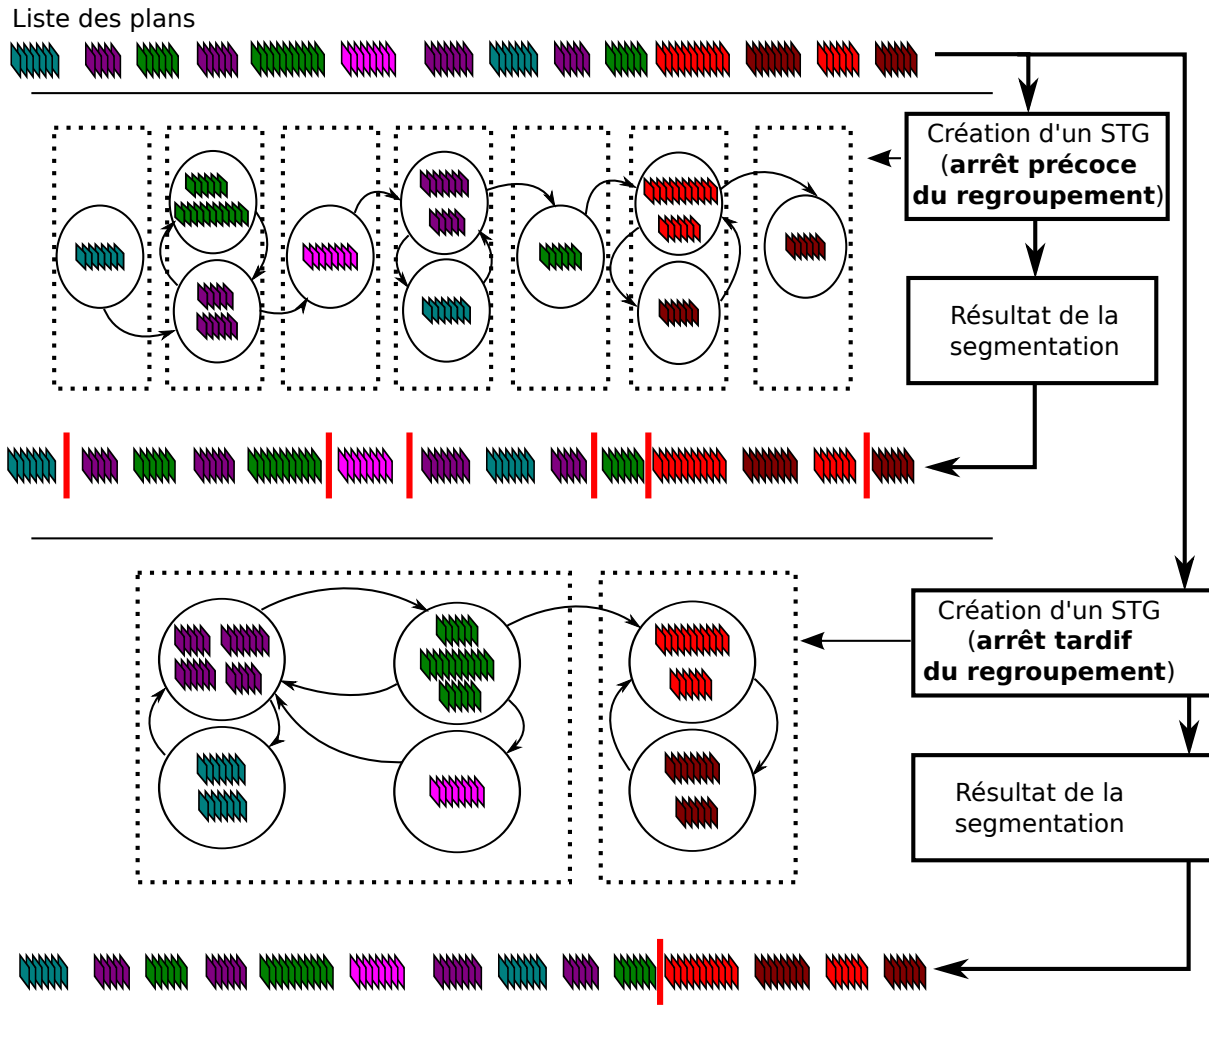 Liste des plans
Création d'un STG
(arrêt précoce
du regroupement)
Résultat de la
segmentation
Création d'un STG
(arrêt tardif
du regroupement)
Résultat de la
segmentation